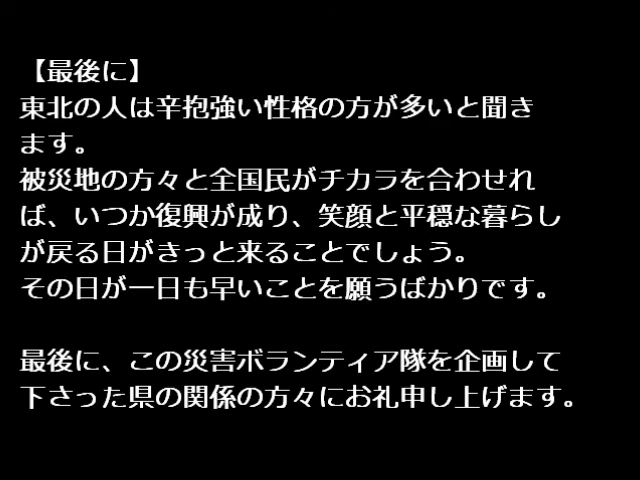 【最後に】
東北の人は辛抱強い性格の方が多いと聞き
ます。
被災地の方々と全国民がチカラを合わせれ
ば、いつか復興が成り、笑顔と平穏な暮らし
が戻る日がきっと来ることでしょう。
その日が一日も早いことを願うばかりです。
最後に、この災害ボランティア隊を企画して
下さった県の関係の方々にお礼申し上げます。